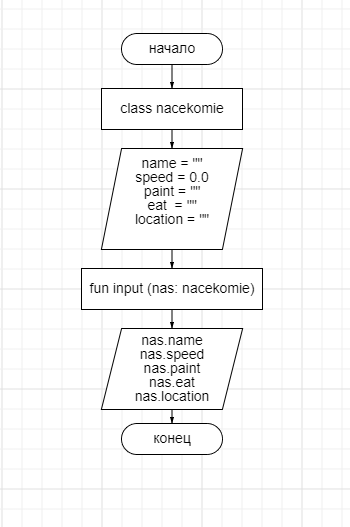 начало
class nacekomie
name = ""
speed = 0.0
paint = ""
eat = ""
location = ""
fun input (nas: nacekomie)
nas.name
nas.speed
nas.paint
nas.eat
nas.location
конец